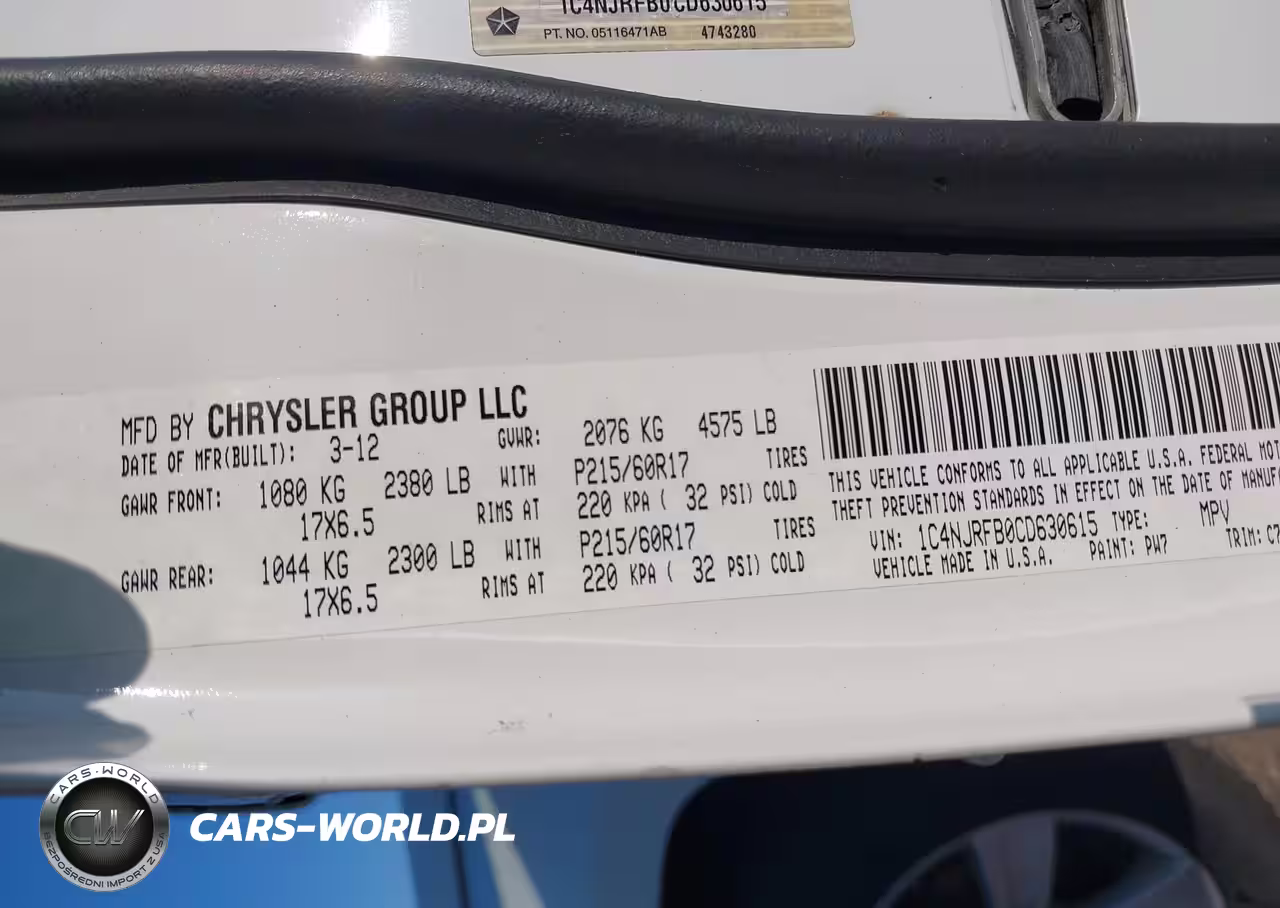 1C4NJRFB0CD630615
PT. NO. 05116471AB 4743280
MFD BY CHRYSLER GROUP LLC
DATE OF MFR(BUILT): 3-12 GVWR: 2076 KG 4575 LB
GAWR FRONT: 1080 KG 2380 LB WITH P215/60R17 TIRES
17X6.5 RIMS AT 220 KPA ( 32 PSI) COLD
GAWR REAR: 1044 KG 2300 LB WITH P215/60R17 TIRES
17X6.5 RIMS AT 220 KPA ( 32 PSI) COLD
THIS VEHICLE CONFORMS TO ALL APPLICABLE U.S.A. FEDERAL MOT
THEFT PREVENTION STANDARDS IN EFFECT ON THE DATE OF MANUF
VIN: 1C4NJRFB0CD630615 TYPE: MPV
VEHICLE MADE IN U.S.A. PAINT: PW7 TRIM: C7
CARS-WORLD
CW
BEZPOŚREDNI IMPORT Z USA
CARS-WORLD.PL